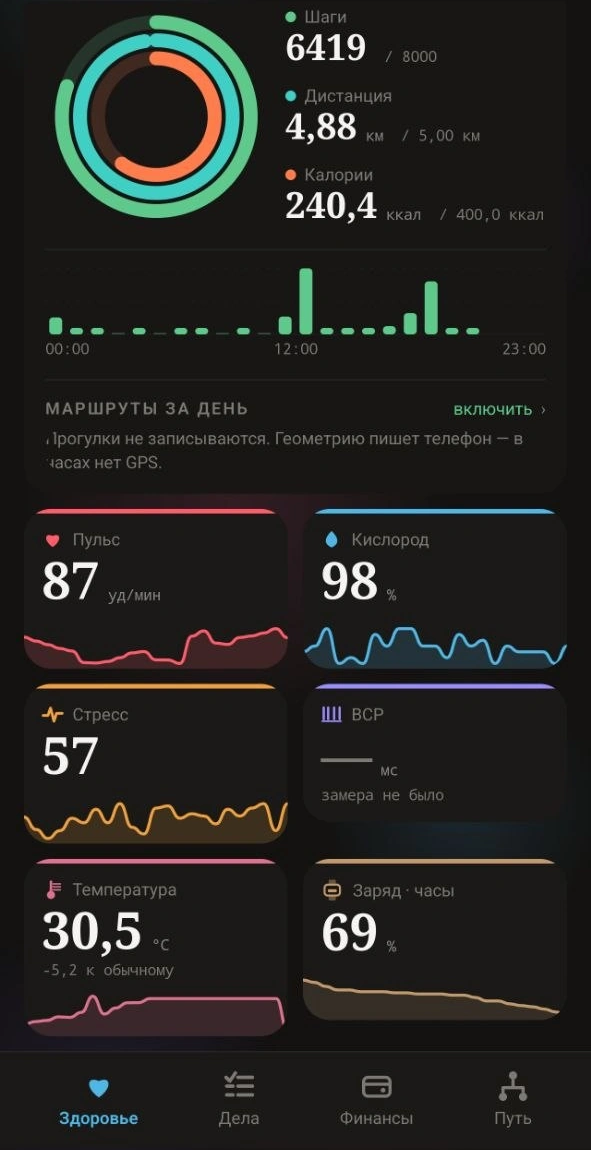 Шаги
6419 / 8000
Дистанция
4,88 км / 5,00 км
Калории
240,4 ккал / 400,0 ккал
00:00 12:00 23:00
МАРШРУТЫ ЗА ДЕНЬ включить ›
Прогулки не записываются. Геометрию пишет телефон — в
часах нет GPS.
Пульс
87 уд/мин
Кислород
98 %
Стресс
57
ВСР
— мс
замера не было
Температура
30,5 °C
-5,2 к обычному
Заряд · часы
69 %
Здоровье Дела Финансы Путь